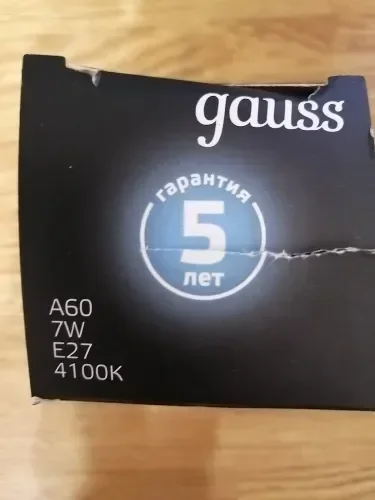 gauss
гарантия
5
лет
A60
7W
E27
4100K